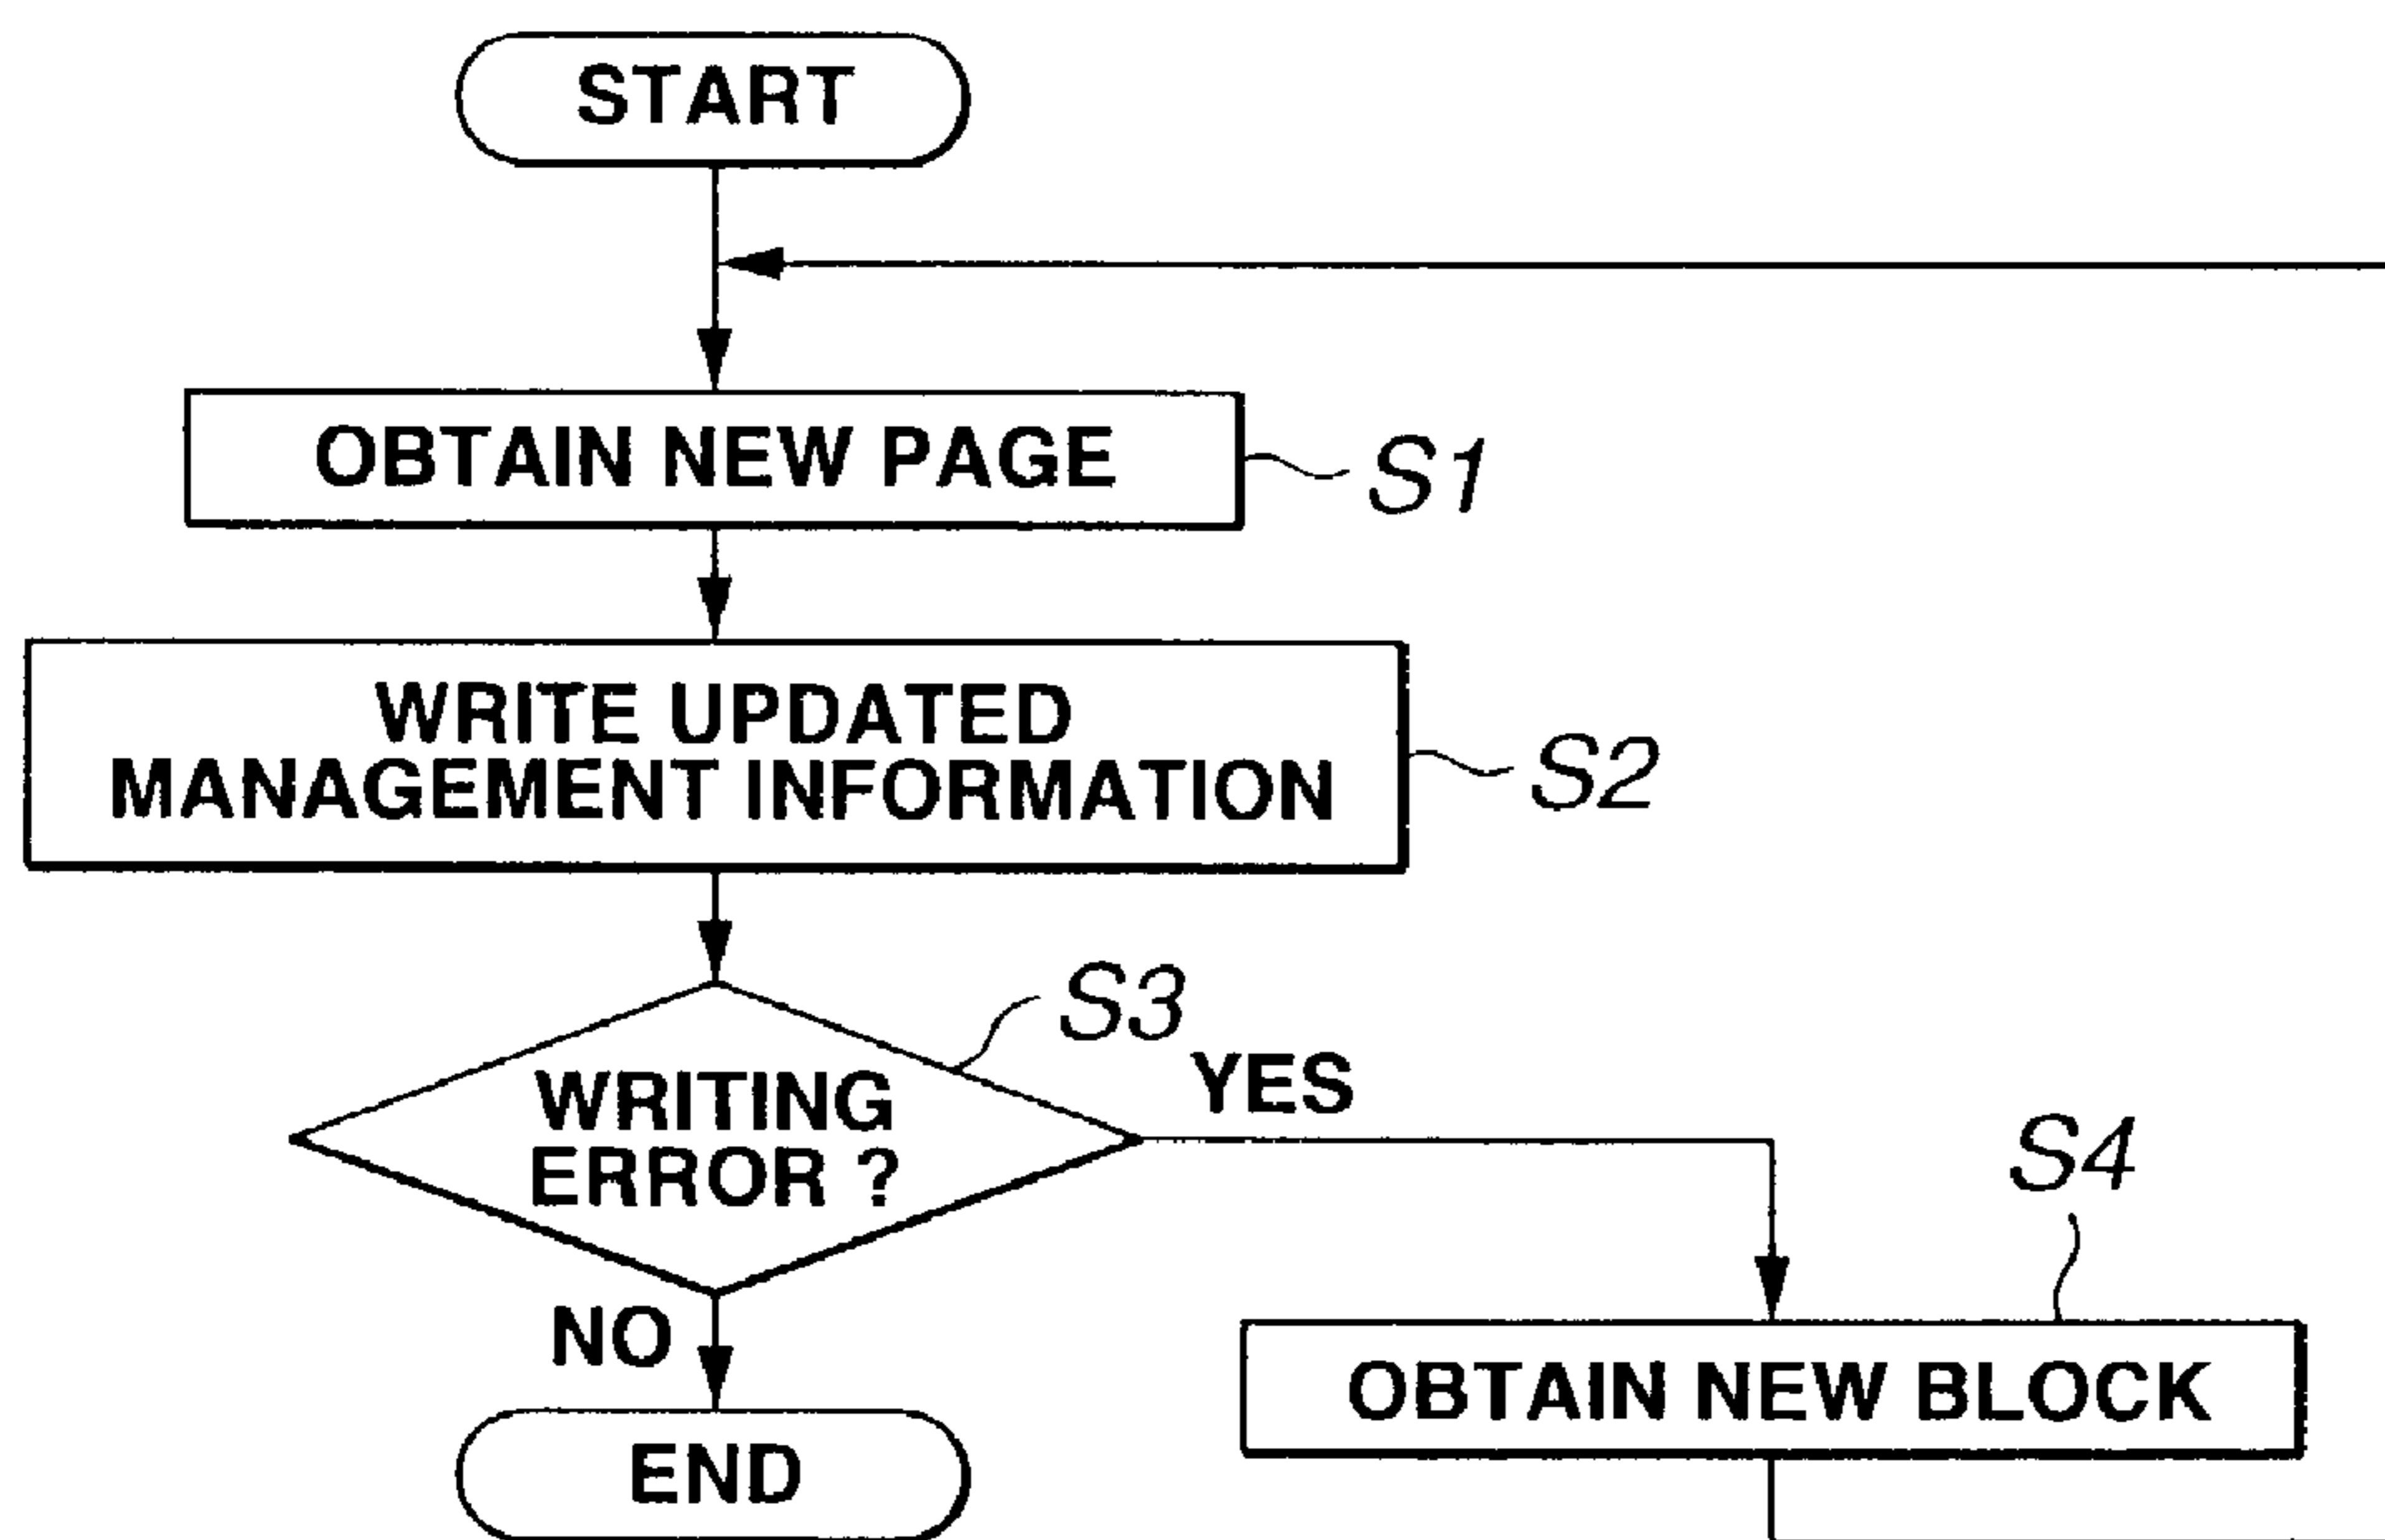 START
OBTAIN NEW PAGE
S1
WRITE UPDATED
MANAGEMENT INFORMATION
S2
S3
WRITING
ERROR ?
YES
S4
NO
OBTAIN NEW BLOCK
END